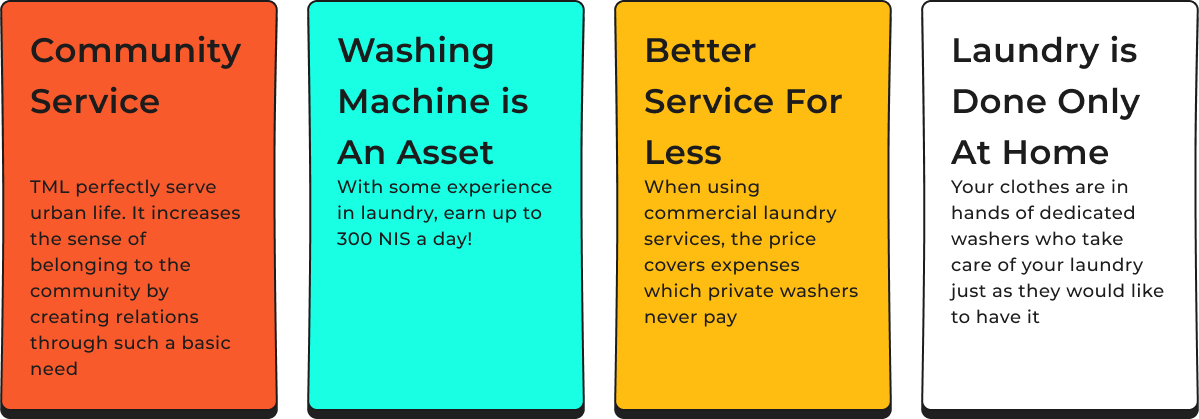 Community
Service
TML perfectly serve
urban life. It increases
the sense of
belonging to the
community by
creating relations
through such a basic
need
Washing
Machine is
An Asset
With some experience
in laundry, earn up to
300 NIS a day!
Better
Service For
Less
When using
commercial laundry
services, the price
covers expenses
which private washers
never pay
Laundry is
Done Only
At Home
Your clothes are in
hands of dedicated
washers who take
care of your laundry
just as they would like
to have it